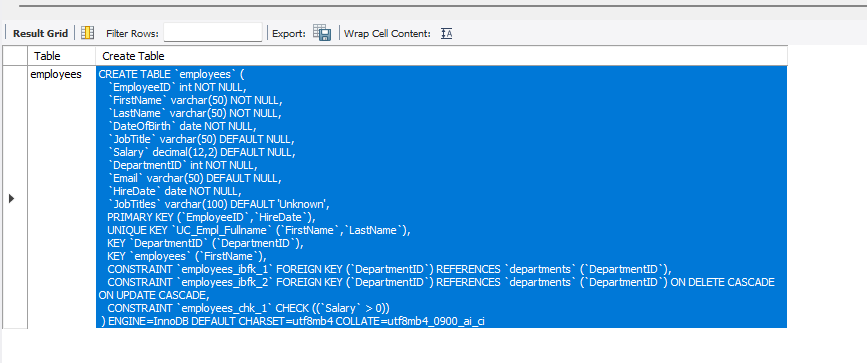 Result Grid Filter Rows: Export: Wrap Cell Content: IA
Table Create Table
employees CREATE TABLE `employees` (
`EmployeeID` int NOT NULL,
`FirstName` varchar(50) NOT NULL,
`LastName` varchar(50) NOT NULL,
`DateOfBirth` date NOT NULL,
`JobTitle` varchar(50) DEFAULT NULL,
`Salary` decimal(12,2) DEFAULT NULL,
`DepartmentID` int NOT NULL,
`Email` varchar(50) DEFAULT NULL,
`HireDate` date NOT NULL,
`JobTitles` varchar(100) DEFAULT 'Unknown',
PRIMARY KEY (`EmployeeID`,`HireDate`),
UNIQUE KEY `UC_Empl_Fullname` (`FirstName`,`LastName`),
KEY `DepartmentID` (`DepartmentID`),
KEY `employees` (`FirstName`),
CONSTRAINT `employees_ibfk_1` FOREIGN KEY (`DepartmentID`) REFERENCES `departments` (`DepartmentID`),
CONSTRAINT `employees_ibfk_2` FOREIGN KEY (`DepartmentID`) REFERENCES `departments` (`DepartmentID`) ON DELETE CASCADE
ON UPDATE CASCADE,
CONSTRAINT `employees_chk_1` CHECK ((`Salary` > 0))
) ENGINE=InnoDB DEFAULT CHARSET=utf8mb4 COLLATE=utf8mb4_0900_ai_ci